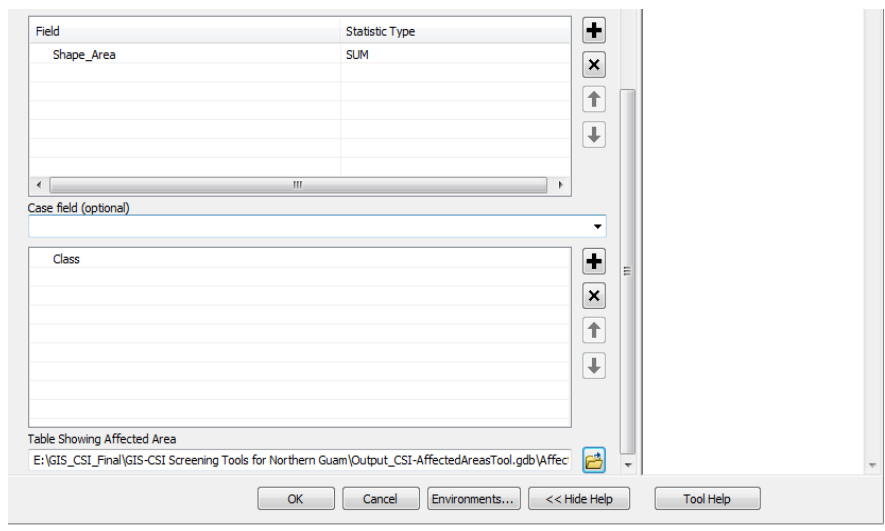 Field Statistic Type
Shape_Area SUM
Case field (optional)
Class
Table Showing Affected Area
E:\GIS_CSI_Final\GIS-CSI Screening Tools for Northern Guam\Output_CSI-AffectedAreasTool.gdb\Affec
OK Cancel Environments... << Hide Help Tool Help